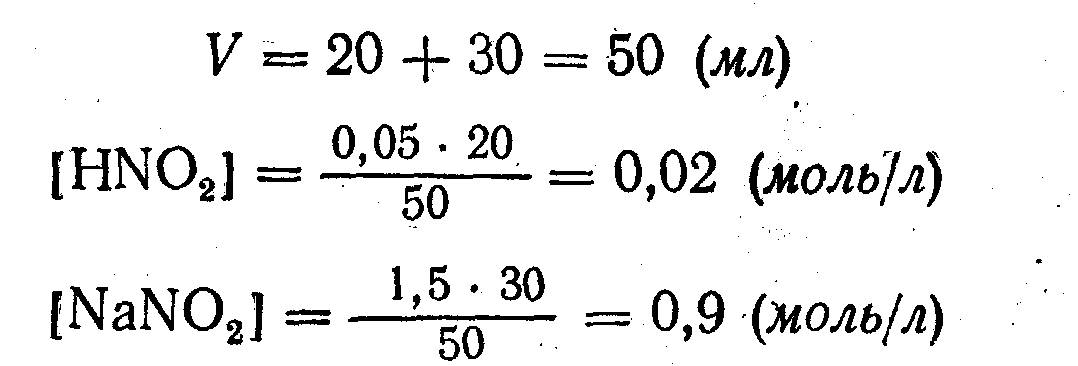 V = 20 + 30 = 50 (мл)
[HNO₂] = 0,05 · 20 / 50 = 0,02 (моль/л)
[NaNO₂] = 1,5 · 30 / 50 = 0,9 (моль/л)